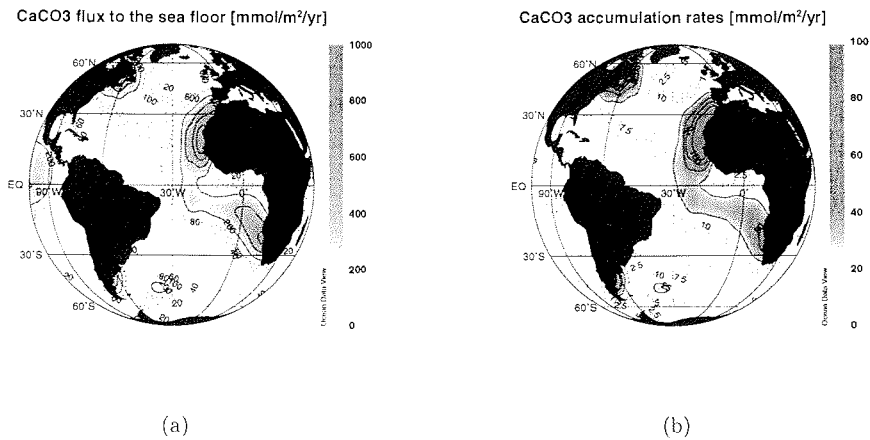 CaCO3 flux to the sea floor [mmol/m²/yr]
CaCO3 accumulation rates [mmol/m²/yr]
60˚N
30˚N
EQ
90˚W
30˚W
0˚
30˚S
60˚S
20
100
600
80
40
20
20
20
1000
800
600
400
200
0
Ocean Data View
60˚N
30˚N
EQ
90˚W
30˚W
0˚
30˚S
60˚S
2.5
10
7.5
10
2.5
10
7.5
2.5
100
80
60
40
20
0
Ocean Data View
(a)
(b)